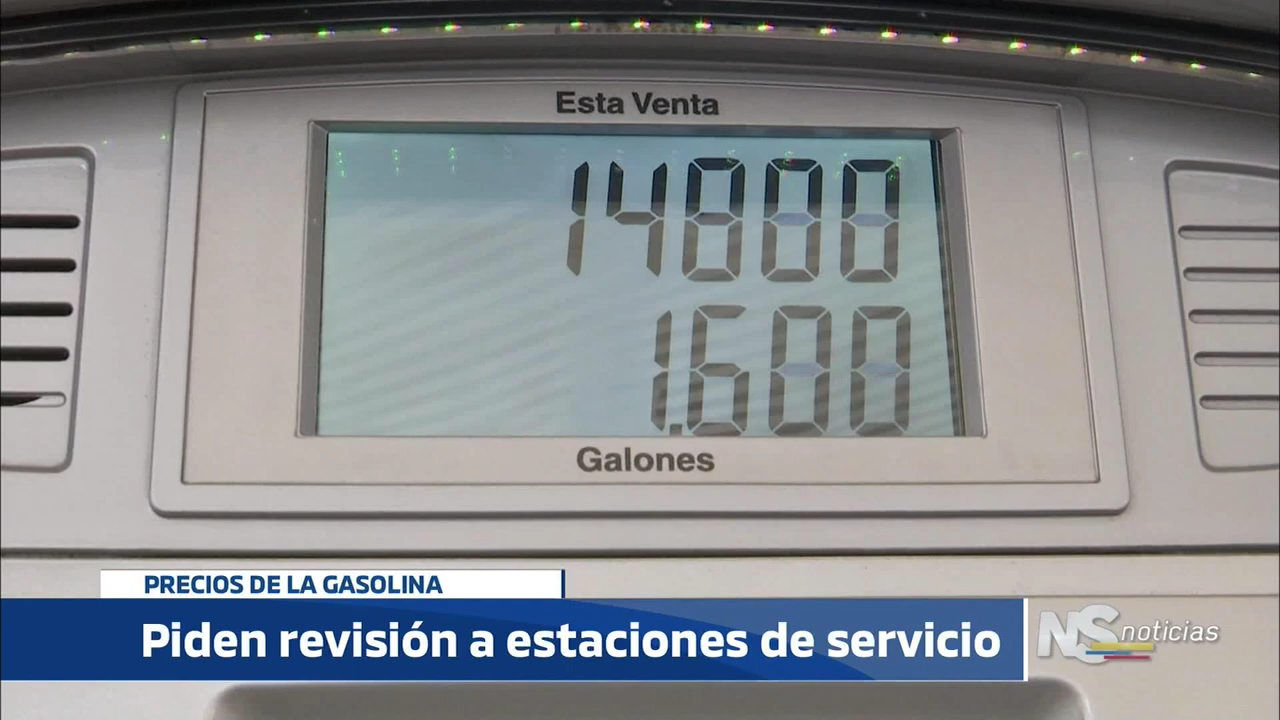 Esta Venta
14800
1.600
Galones
PRECIOS DE LA GASOLINA
Piden revisión a estaciones de servicio
NS noticias